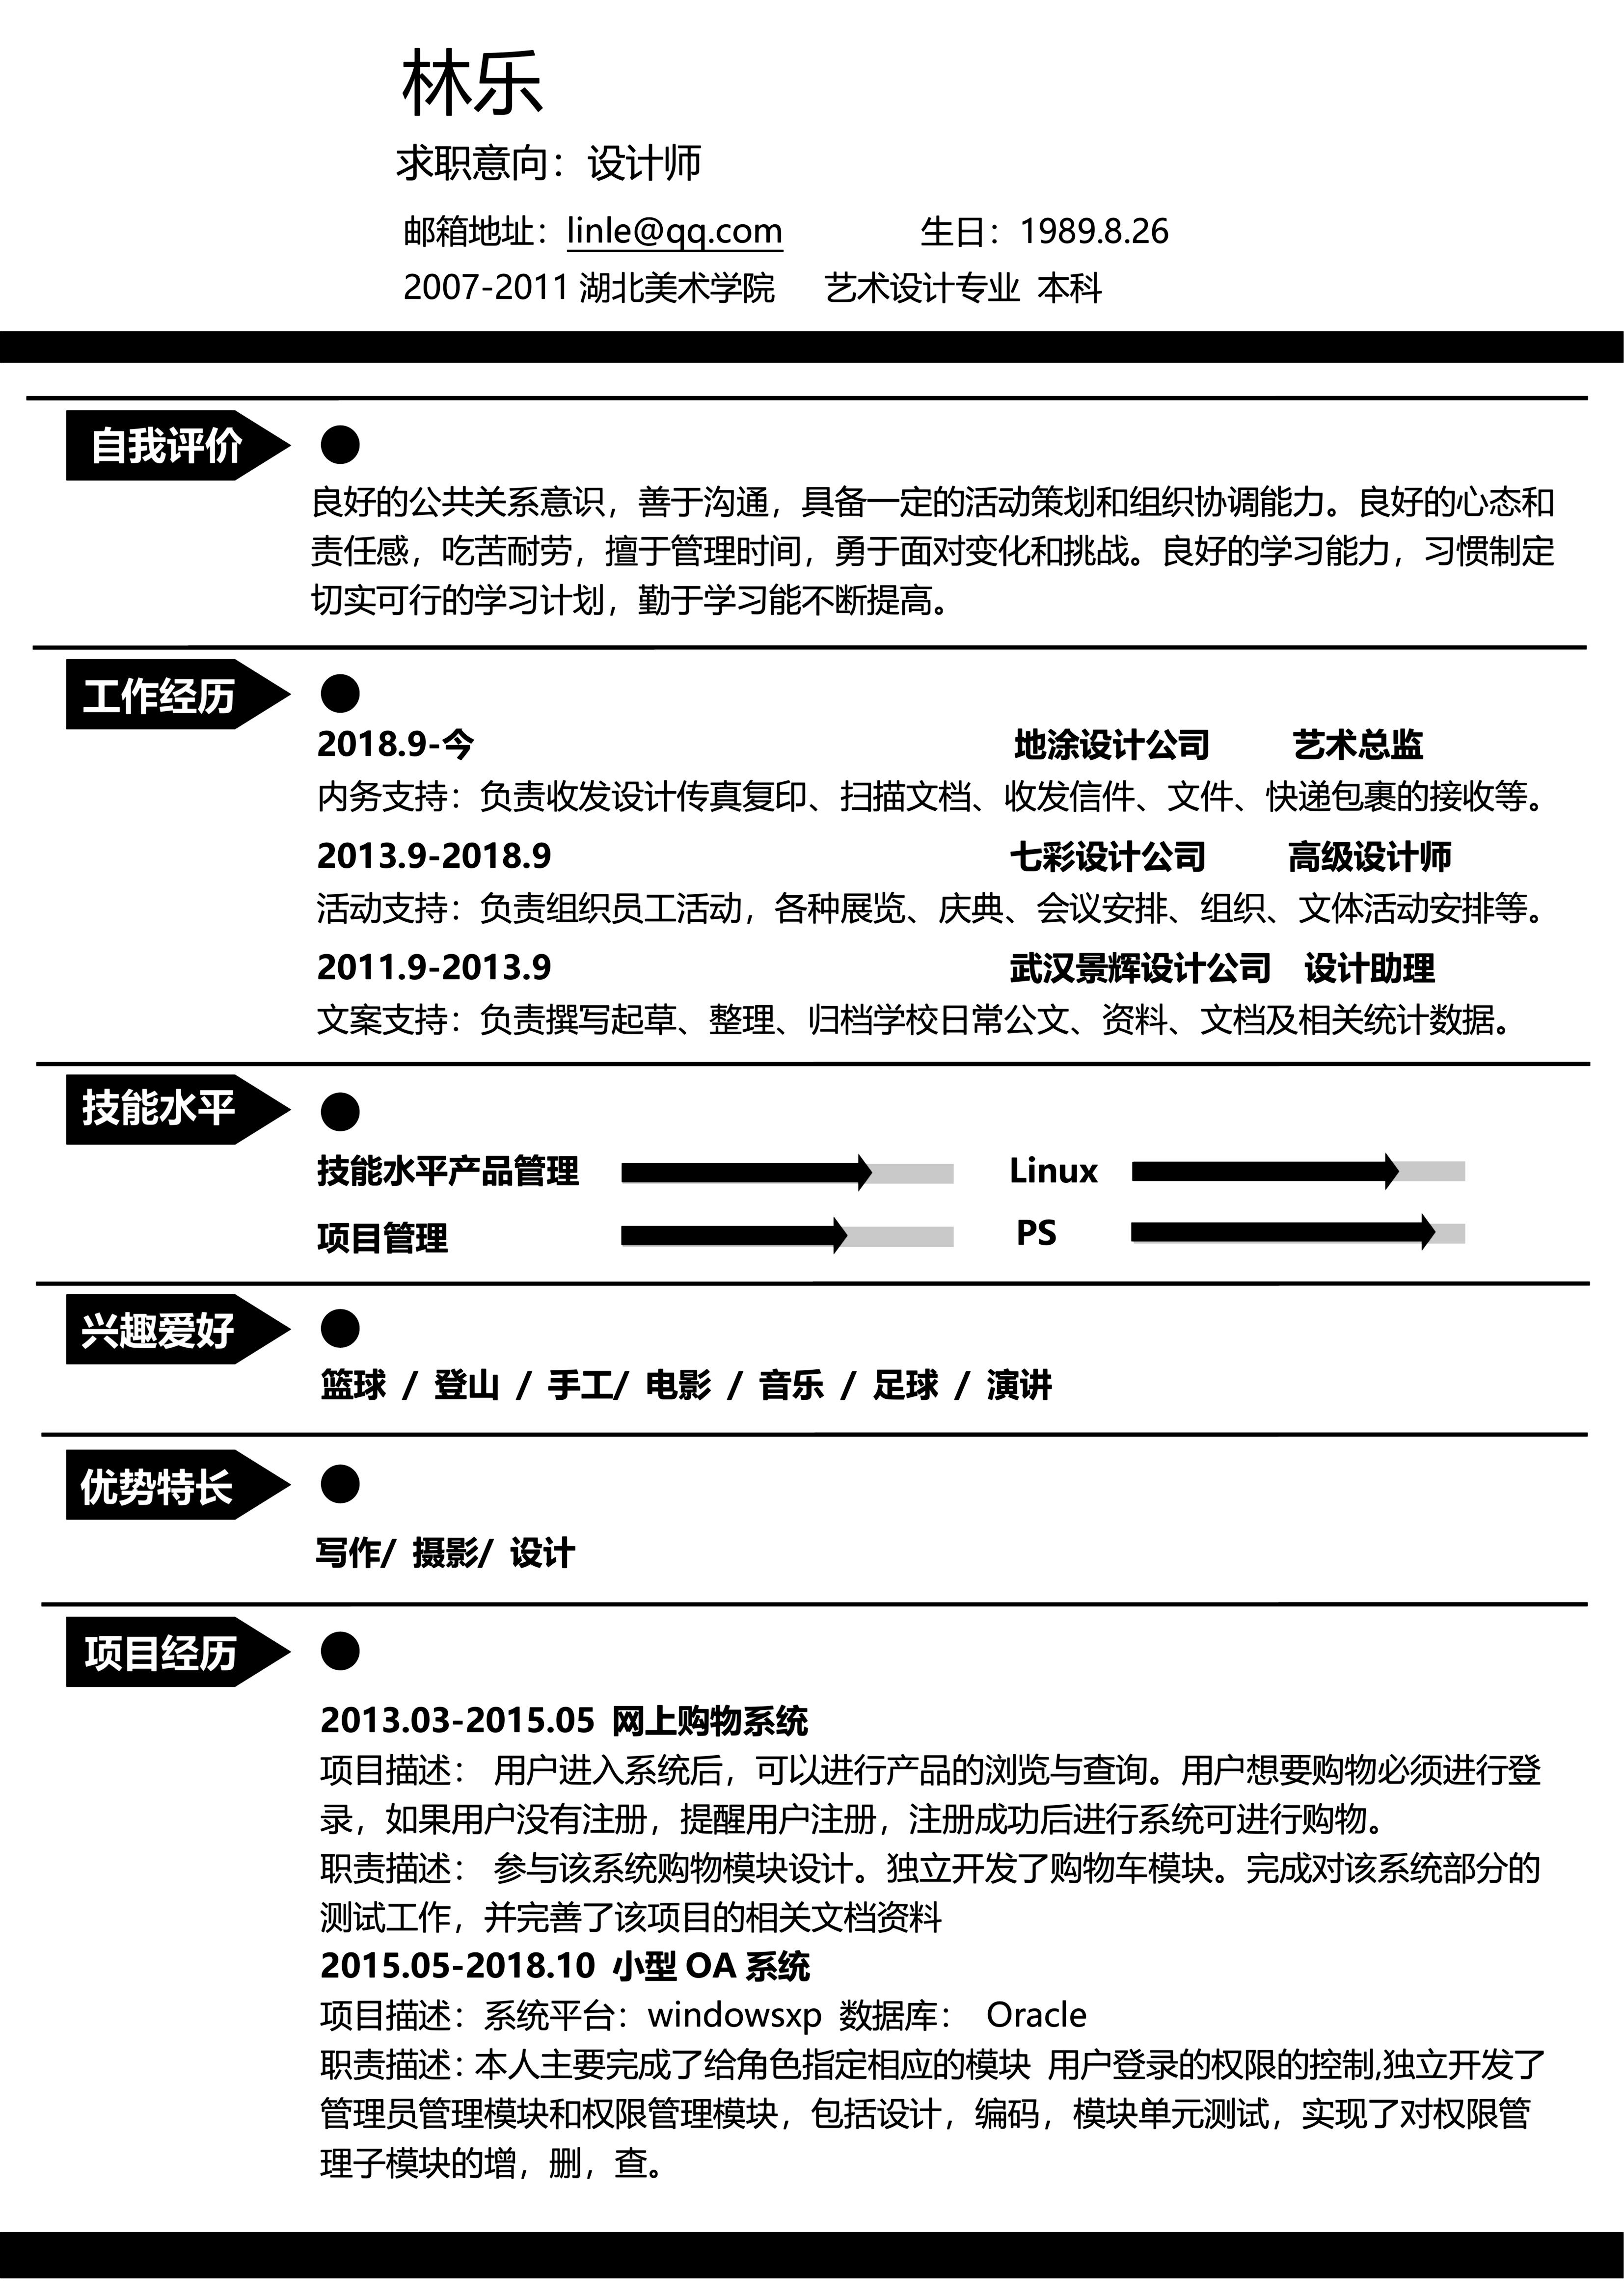 林乐
求职意向：设计师
邮箱地址：linle@qq.com 生日：1989.8.26
2007-2011 湖北美术学院 艺术设计专业 本科
自我评价
良好的公共关系意识，善于沟通，具备一定的活动策划和组织协调能力。良好的心态和
责任感，吃苦耐劳，擅于管理时间，勇于面对变化和挑战。良好的学习能力，习惯制定
切实可行的学习计划，勤于学习能不断提高。
工作经历
2018.9-今 地涂设计公司 艺术总监
内务支持：负责收发设计传真复印、扫描文档、收发信件、文件、快递包裹的接收等。
2013.9-2018.9 七彩设计公司 高级设计师
活动支持：负责组织员工活动，各种展览、庆典、会议安排、组织、文体活动安排等。
2011.9-2013.9 武汉景辉设计公司 设计助理
文案支持：负责撰写起草、整理、归档学校日常公文、资料、文档及相关统计数据。
技能水平
技能水平产品管理 Linux
项目管理 PS
兴趣爱好
篮球 / 登山 / 手工/ 电影 / 音乐 / 足球 / 演讲
优势特长
写作/ 摄影/ 设计
项目经历
2013.03-2015.05 网上购物系统
项目描述： 用户进入系统后，可以进行产品的浏览与查询。用户想要购物必须进行登
录，如果用户没有注册，提醒用户注册，注册成功后进行系统可进行购物。
职责描述： 参与该系统购物模块设计。独立开发了购物车模块。完成对该系统部分的
测试工作，并完善了该项目的相关文档资料
2015.05-2018.10 小型 OA 系统
项目描述：系统平台：windowsxp 数据库： Oracle
职责描述：本人主要完成了给角色指定相应的模块 用户登录的权限的控制,独立开发了
管理员管理模块和权限管理模块，包括设计，编码，模块单元测试，实现了对权限管
理子模块的增，删，查。